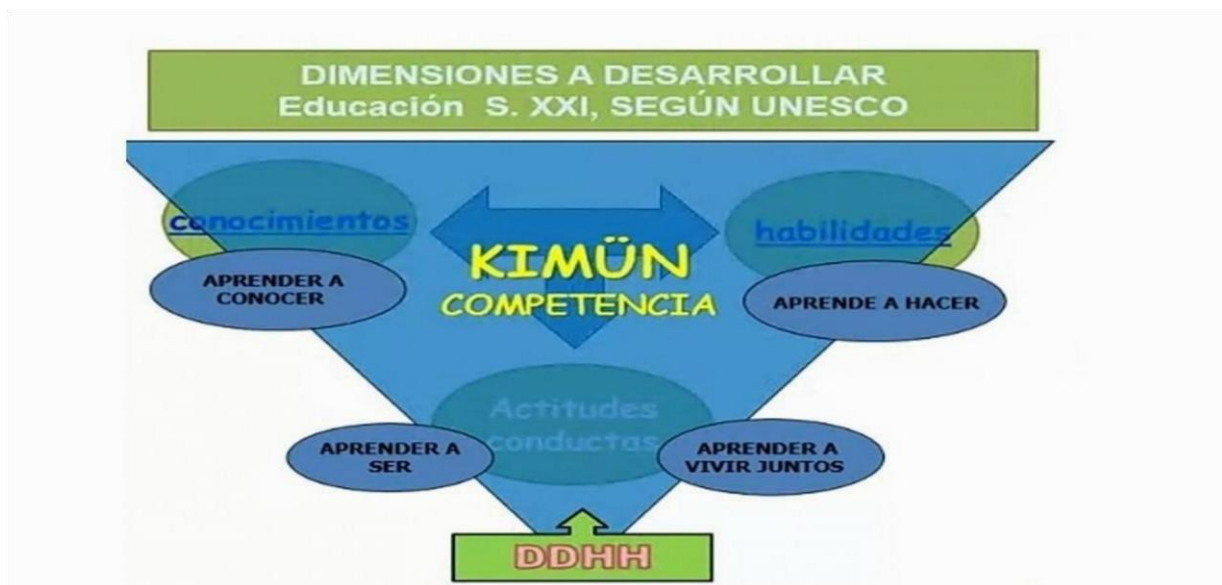 DIMENSIONES A DESARROLLAR
Educación S. XXI, SEGÚN UNESCO
conocimientos
habilidades
KIMÜN
COMPETENCIA
APRENDER A
CONOCER
APRENDE A HACER
Actitudes
conductas
APRENDER A
SER
APRENDER A
VIVIR JUNTOS
DDHH